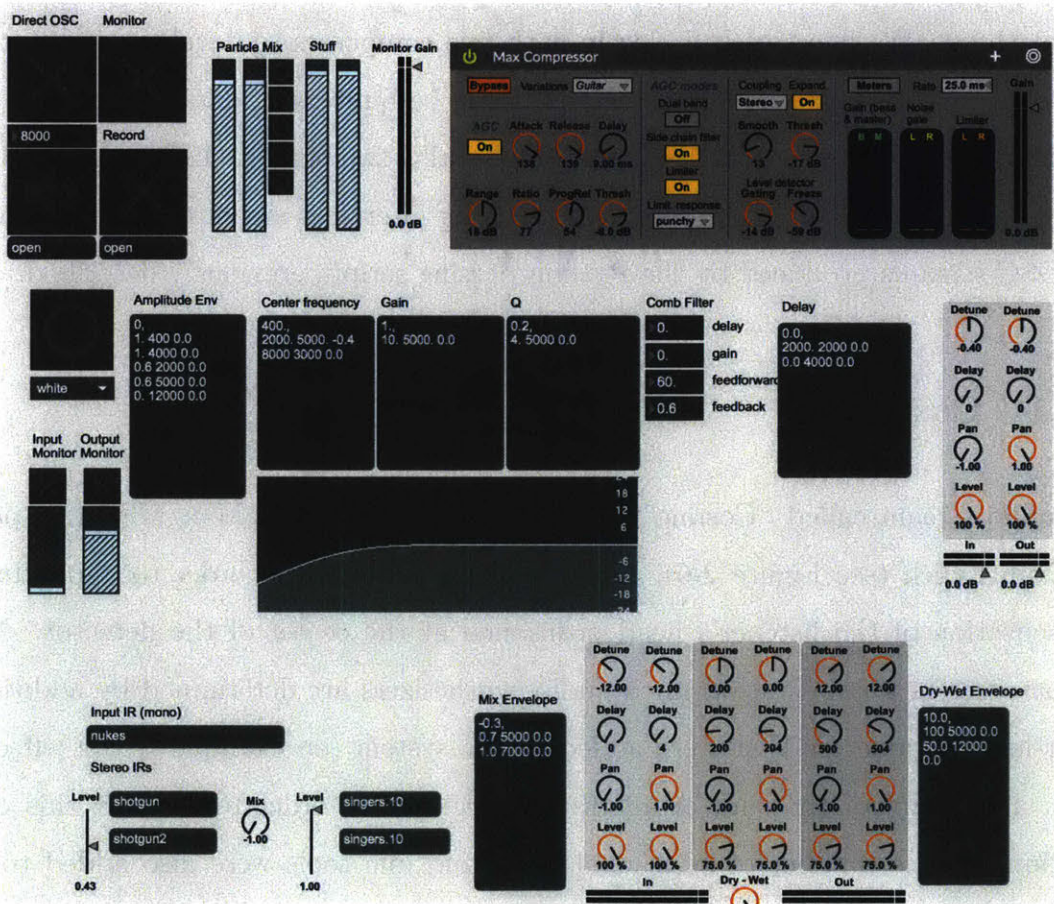 Direct OSC Monitor
8000
Record
open open
Particle Mix Stuff Monitor Gain
0.0 dB
Max Compressor
Bypass Variations Guitar
AGC Attack Release Delay
On
138 139 9.00 ms
Range Ratio ProgRel Thresh
18 dB 77 64 -8.0 dB
AGC modes
Dual band
Off
Side chain filter
On
Limiter
On
Limit. response
punchy
Coupling Expand.
Stereo On
Smooth Thresh
13 -17 dB
Level detector
Gating Freeze
-14 dB -59 dB
Meters Rate 25.0 ms Gain
Gain (bass & master) Noise gate Limiter
B M L R L R
0.0 dB
white
Input Monitor Output Monitor
Amplitude Env
0,
1. 400 0.0
1. 4000 0.0
0.6 2000 0.0
0.6 5000 0.0
0. 12000 0.0
Center frequency
400.,
2000. 5000. -0.4
8000 3000 0.0
Gain
1.,
10. 5000. 0.0
Q
0.2,
4. 5000 0.0
24
18
12
6
-6
-12
-18
-24
Comb Filter
0. delay
0. gain
60. feedforward
0.6 feedback
Delay
0.0,
2000. 2000 0.0
0.0 4000 0.0
Detune Detune
-0.40 -0.40
Delay Delay
0 0
Pan Pan
-1.00 1.00
Level Level
100 % 100 %
In Out
0.0 dB 0.0 dB
Input IR (mono)
nukes
Stereo IRs
Level shotgun Mix Level singers.10
shotgun2 -1.00 singers.10
0.43 1.00
Mix Envelope
-0.3,
0.7 5000 0.0
1.0 7000 0.0
Detune Detune Detune Detune Detune Detune
-12.00 -12.00 0.00 0.00 12.00 12.00
Delay Delay Delay Delay Delay Delay
0 4 200 204 500 504
Pan Pan Pan Pan Pan Pan
-1.00 1.00 -1.00 1.00 -1.00 1.00
Level Level Level Level Level Level
100 % 100 % 75.0 % 75.0 % 75.0 % 75.0 %
In Dry - Wet Out
Dry-Wet Envelope
10.0,
100 5000 0.0
50.0 12000
0.0